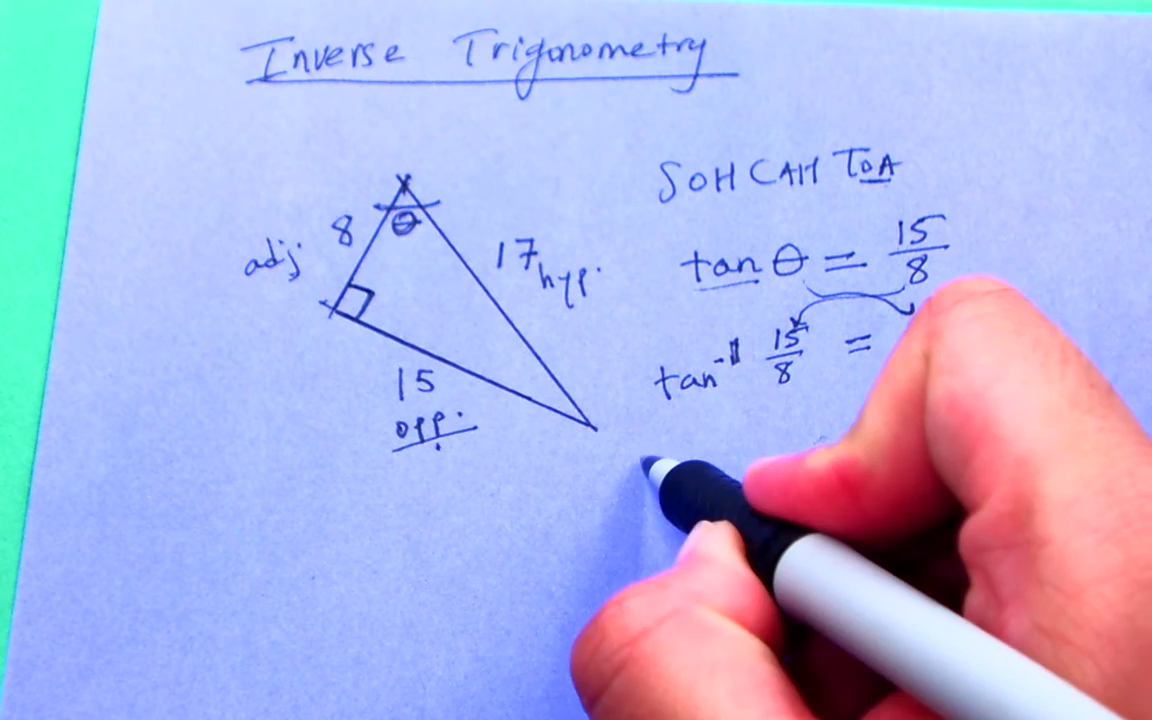 Inverse Trigonometry
SOH CAH TOA
8
θ
adj
17
hyp.
tan θ = 15/8
tan⁻¹ 15/8 =
15
opp.